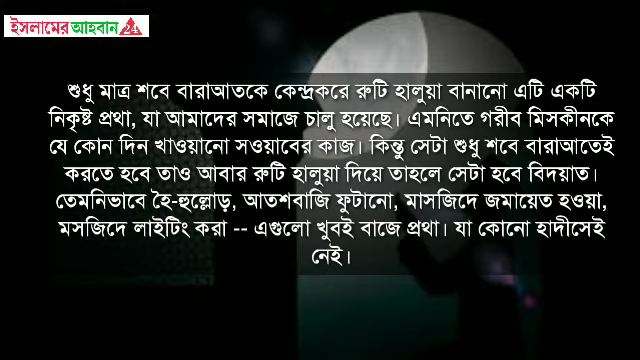 ইসলামের আহবান 24
শুধু মাত্র শবে বারাআতকে কেন্দ্রকরে রুটি হালুয়া বানানো এটি একটি
নিকৃষ্ট প্রথা, যা আমাদের সমাজে চালু হয়েছে। এমনিতে গরীব মিসকীনকে
যে কোন দিন খাওয়ানো সওয়াবের কাজ। কিন্তু সেটা শুধু শবে বারাআতেই
করতে হবে তাও আবার রুটি হালুয়া দিয়ে তাহলে সেটা হবে বিদয়াত।
তেমনিভাবে হৈ-হুল্লোড়, আতশবাজি ফুটানো, মাসজিদে জমায়েত হওয়া,
মসজিদে লাইটিং করা -- এগুলো খুবই বাজে প্রথা। যা কোনো হাদীসেই
নেই।